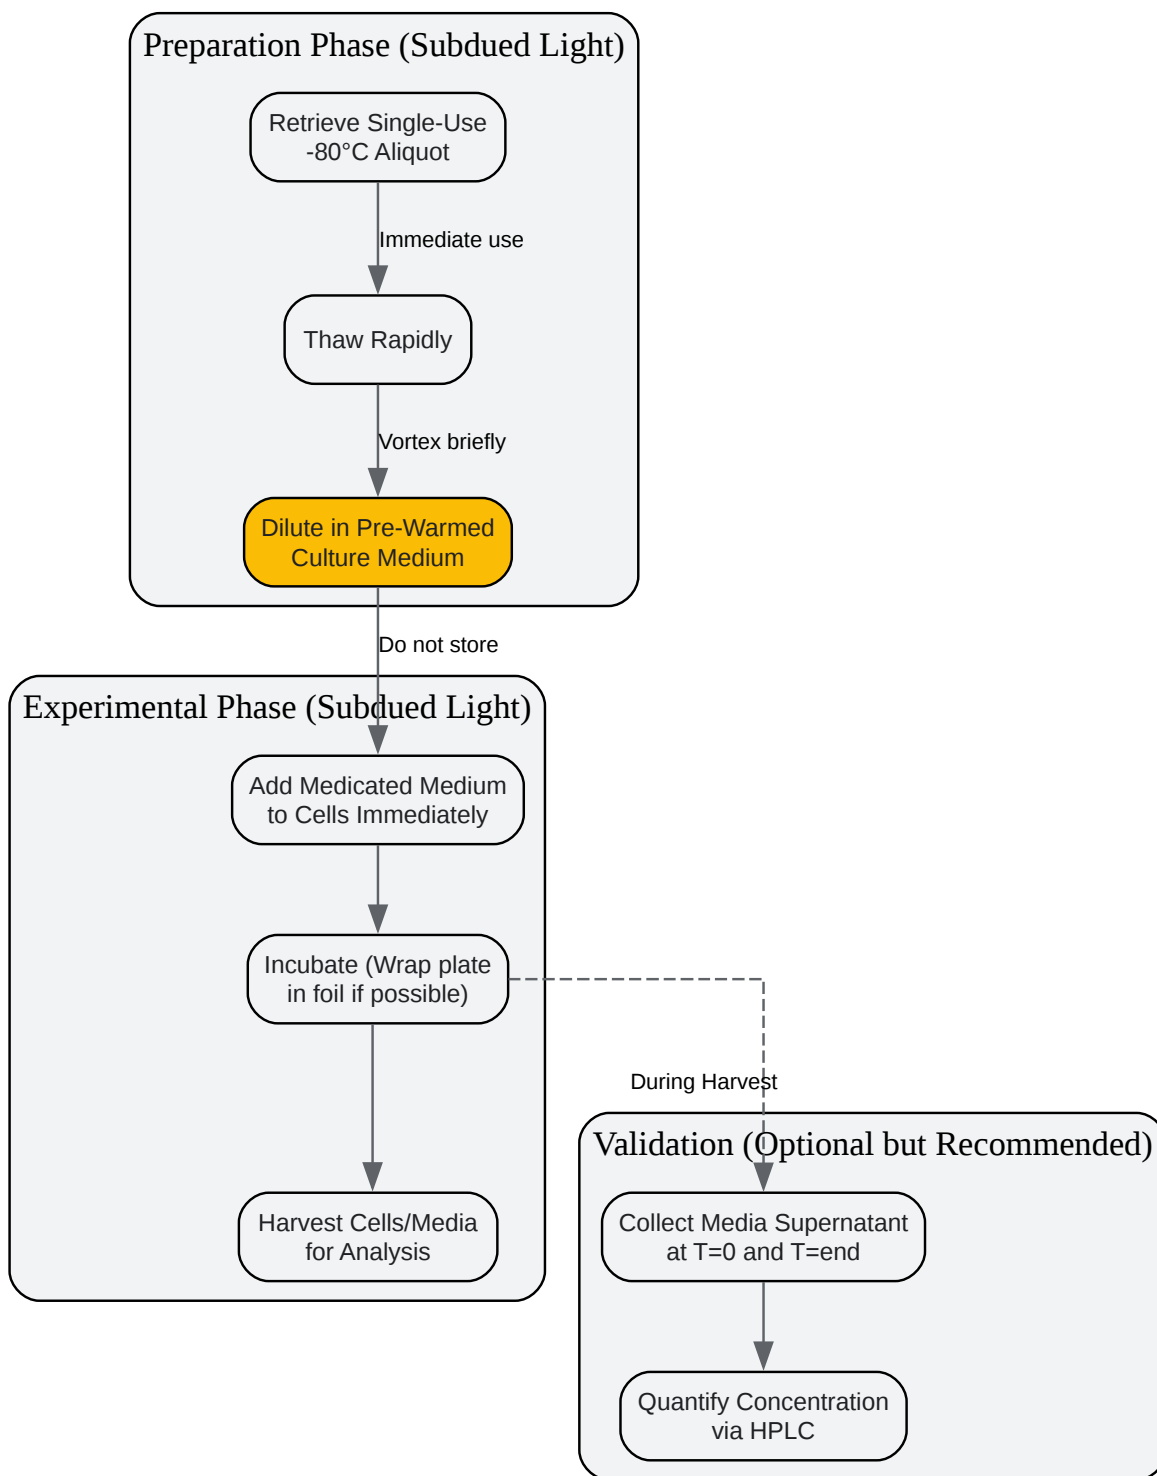 Preparation Phase (Subdued Light)
Retrieve Single-Use
-80°C Aliquot
Immediate use
Thaw Rapidly
Vortex briefly
Dilute in Pre-Warmed
Culture Medium
Do not store
Experimental Phase (Subdued Light)
Add Medicated Medium
to Cells Immediately
Incubate (Wrap plate
in foil if possible)
During Harvest
Validation (Optional but Recommended)
Harvest Cells/Media
for Analysis
Collect Media Supernatant
at T=0 and T=end
Quantify Concentration
via HPLC